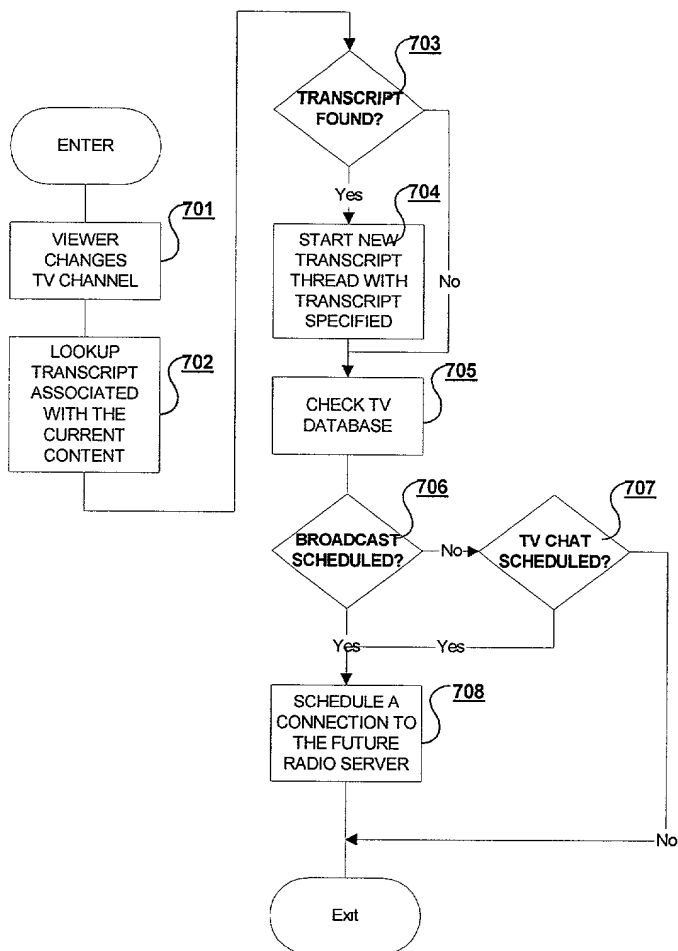 ENTER
701
VIEWER
CHANGES
TV CHANNEL
702
LOOKUP
TRANSCRIPT
ASSOCIATED
WITH THE
CURRENT
CONTENT
703
TRANSCRIPT
FOUND?
Yes
No
704
START NEW
TRANSCRIPT
THREAD WITH
TRANSCRIPT
SPECIFIED
705
CHECK TV
DATABASE
706
BROADCAST
SCHEDULED?
No
707
TV CHAT
SCHEDULED?
Yes
Yes
708
SCHEDULE A
CONNECTION TO
THE FUTURE
RADIO SERVER
No
Exit